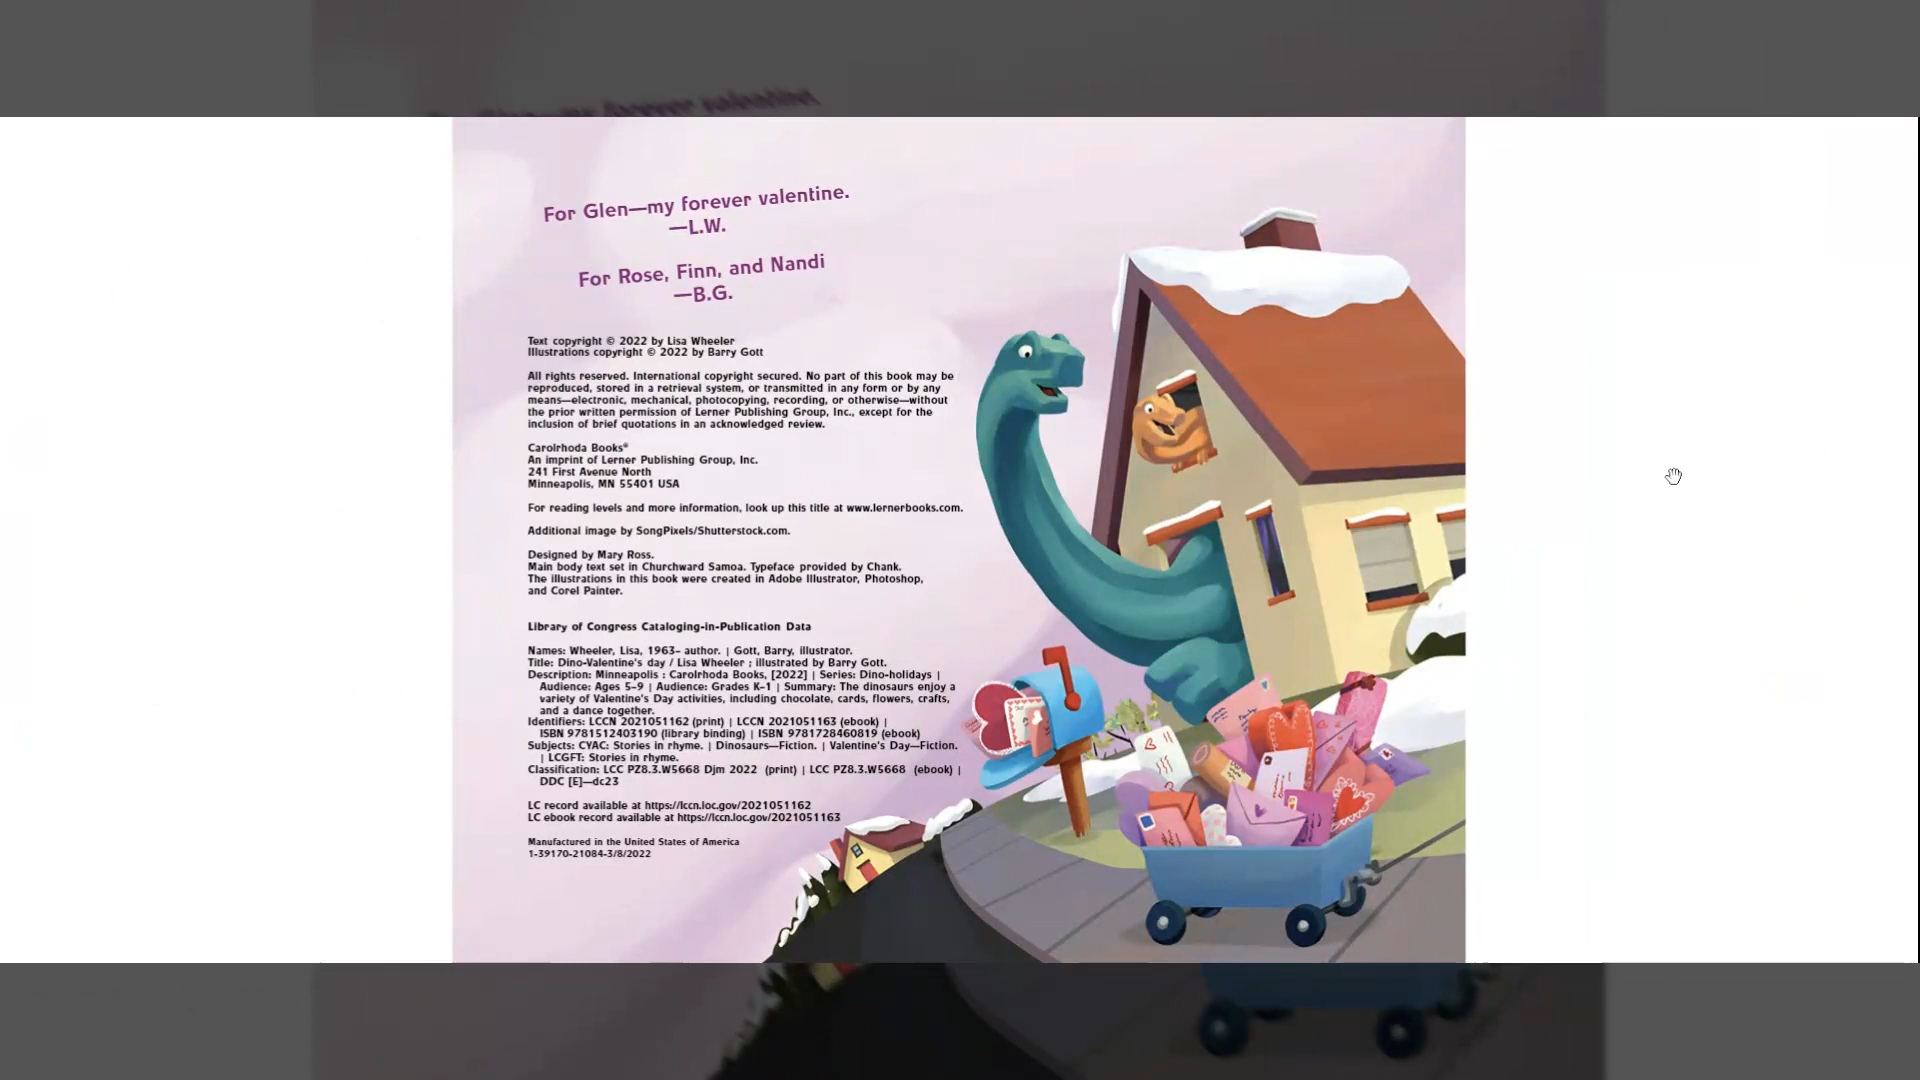 For Glen—my forever valentine.
—L.W.
For Rose, Finn, and Nandi
—B.G.
Text copyright © 2022 by Lisa Wheeler
Illustrations copyright © 2022 by Barry Gott
All rights reserved. International copyright secured. No part of this book may be
reproduced, stored in a retrieval system, or transmitted in any form or by any
means—electronic, mechanical, photocopying, recording, or otherwise—without
the prior written permission of Lerner Publishing Group, Inc., except for the
inclusion of brief quotations in an acknowledged review.
Carolrhoda Books®
An imprint of Lerner Publishing Group, Inc.
241 First Avenue North
Minneapolis, MN 55401 USA
For reading levels and more information, look up this title at www.lernerbooks.com.
Additional image by SongPixels/Shutterstock.com.
Designed by Mary Ross.
Main body text set in Churchward Samoa. Typeface provided by Chank.
The illustrations in this book were created in Adobe Illustrator, Photoshop,
and Corel Painter.
Library of Congress Cataloging-in-Publication Data
Names: Wheeler, Lisa, 1963– author. | Gott, Barry, illustrator.
Title: Dino-Valentine's day / Lisa Wheeler ; illustrated by Barry Gott.
Description: Minneapolis : Carolrhoda Books, [2022] | Series: Dino-holidays |
Audience: Ages 5–9 | Audience: Grades K–1 | Summary: The dinosaurs enjoy a
variety of Valentine's Day activities, including chocolate, cards, flowers, crafts,
and a dance together.
Identifiers: LCCN 2021051162 (print) | LCCN 2021051163 (ebook) |
ISBN 9781512403190 (library binding) | ISBN 9781728460819 (ebook)
Subjects: CYAC: Stories in rhyme. | Dinosaurs—Fiction. | Valentine's Day—Fiction.
| LCGFT: Stories in rhyme.
Classification: LCC PZ8.3.W5668 Djm 2022 (print) | LCC PZ8.3.W5668 (ebook) |
DDC [E]—dc23
LC record available at https://lccn.loc.gov/2021051162
LC ebook record available at https://lccn.loc.gov/2021051163
Manufactured in the United States of America
1-39170-21084-3/8/2022